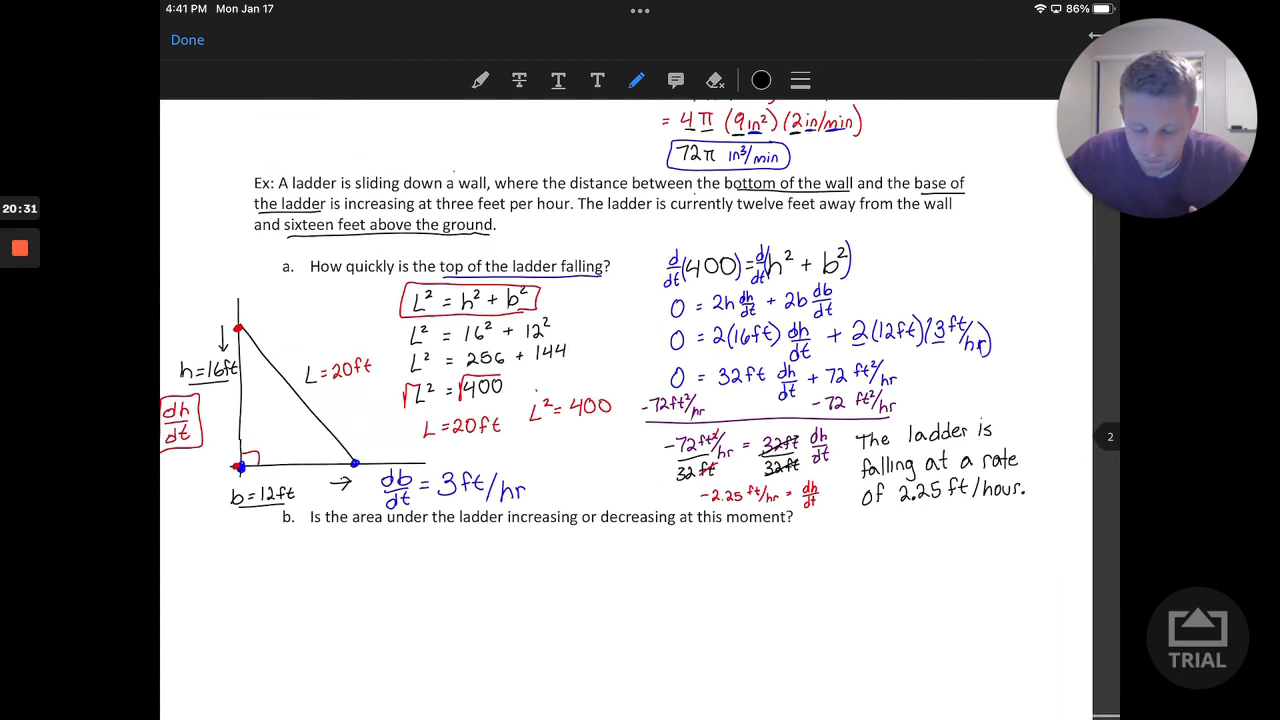 4:41 PM Mon Jan 17
86%
Done
20:31
= 4π (9in²)(2in/min)
72π in³/min
Ex: A ladder is sliding down a wall, where the distance between the bottom of the wall and the base of
the ladder is increasing at three feet per hour. The ladder is currently twelve feet away from the wall
and sixteen feet above the ground.
a. How quickly is the top of the ladder falling?
L² = h² + b²
L² = 16² + 12²
L² = 256 + 144
√L² = √400
L = 20ft
L² = 400
h = 16ft
L = 20ft
dh/dt
b = 12ft
db/dt = 3 ft/hr
d/dt(400) = d/dt(h² + b²)
0 = 2h dh/dt + 2b db/dt
0 = 2(16ft) dh/dt + 2(12ft)(3 ft/hr)
0 = 32ft dh/dt + 72 ft²/hr
-72ft²/hr -72 ft²/hr
-72ft²/hr / 32ft = 32ft/32ft dh/dt
-2.25 ft/hr = dh/dt
The ladder is
falling at a rate
of 2.25 ft/hour.
b. Is the area under the ladder increasing or decreasing at this moment?
2
TRIAL